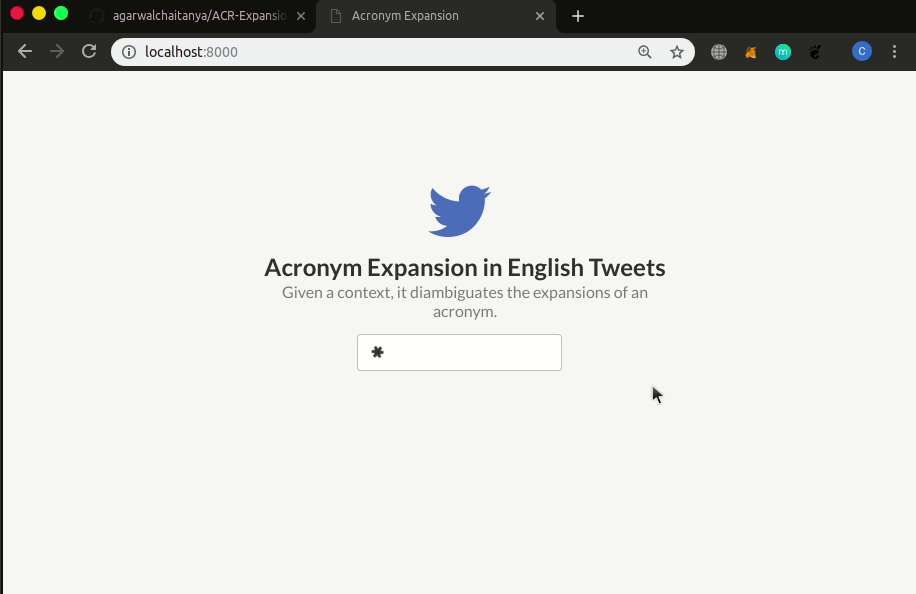 agarwalchaitanya/ACR-Expansio
Acronym Expansion
localhost:8000
m
C
Acronym Expansion in English Tweets
Given a context, it diambiguates the expansions of an
acronym.